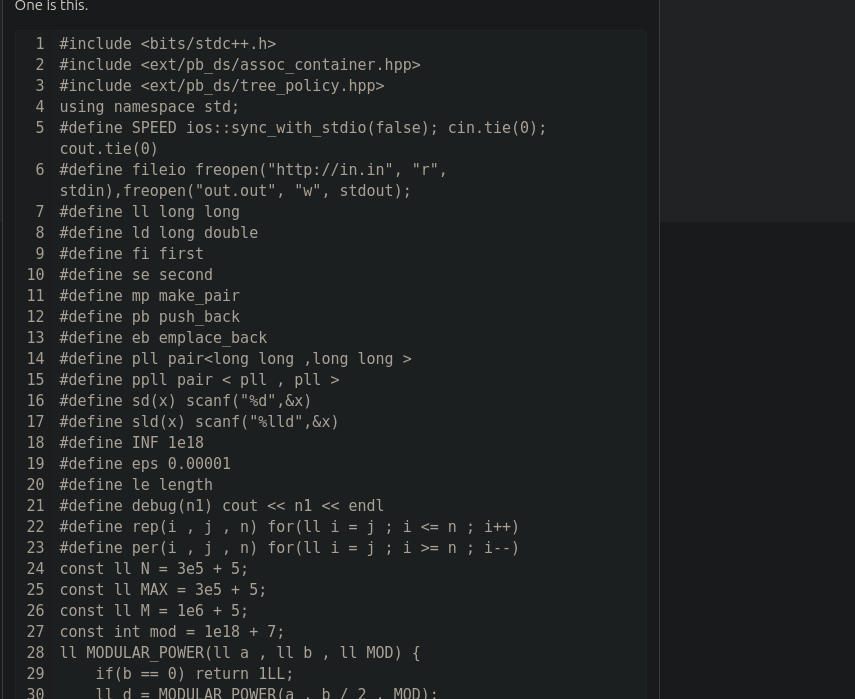 One is this.
1 #include <bits/stdc++.h>
2 #include <ext/pb_ds/assoc_container.hpp>
3 #include <ext/pb_ds/tree_policy.hpp>
4 using namespace std;
5 #define SPEED ios::sync_with_stdio(false); cin.tie(0);
cout.tie(0)
6 #define fileio freopen("http://in.in", "r",
stdin),freopen("out.out", "w", stdout);
7 #define ll long long
8 #define ld long double
9 #define fi first
10 #define se second
11 #define mp make_pair
12 #define pb push_back
13 #define eb emplace_back
14 #define pll pair<long long ,long long >
15 #define ppll pair < pll , pll >
16 #define sd(x) scanf("%d",&x)
17 #define sld(x) scanf("%lld",&x)
18 #define INF 1e18
19 #define eps 0.00001
20 #define le length
21 #define debug(n1) cout << n1 << endl
22 #define rep(i , j , n) for(ll i = j ; i <= n ; i++)
23 #define per(i , j , n) for(ll i = j ; i >= n ; i--)
24 const ll N = 3e5 + 5;
25 const ll MAX = 3e5 + 5;
26 const ll M = 1e6 + 5;
27 const int mod = 1e18 + 7;
28 ll MODULAR_POWER(ll a , ll b , ll MOD) {
29     if(b == 0) return 1LL;
30     ll d = MODULAR_POWER(a , b / 2 , MOD);